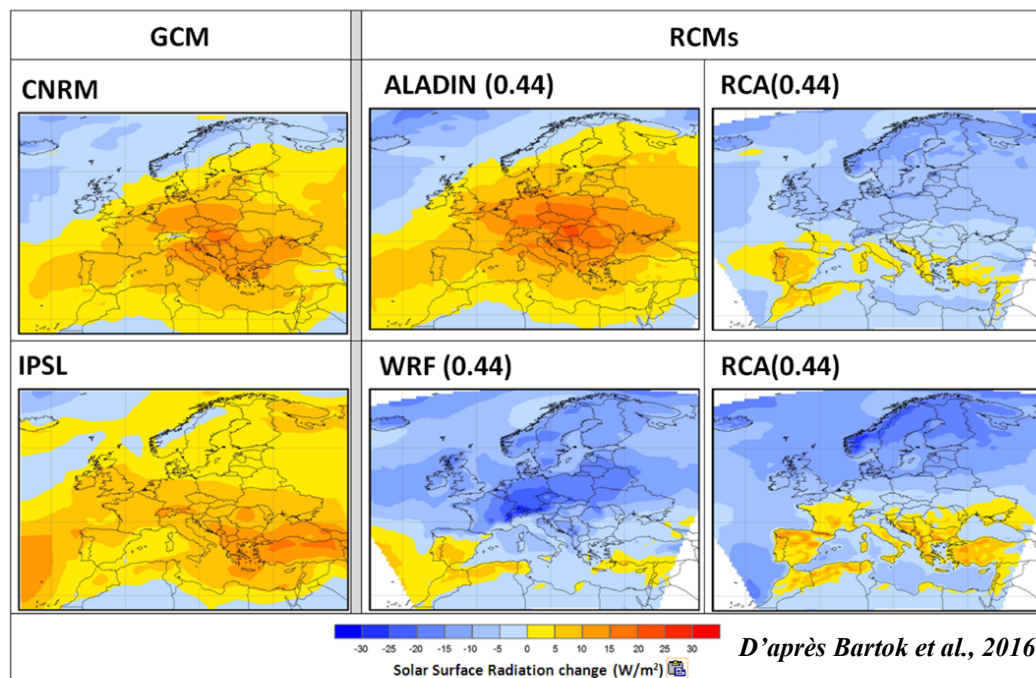 GCM
RCMs
CNRM
ALADIN (0.44)
RCA(0.44)
IPSL
WRF (0.44)
RCA(0.44)
-30 -25 -20 -15 -10 -5 0 5 10 15 20 25 30
Solar Surface Radiation change (W/m²)
D'après Bartok et al., 2016